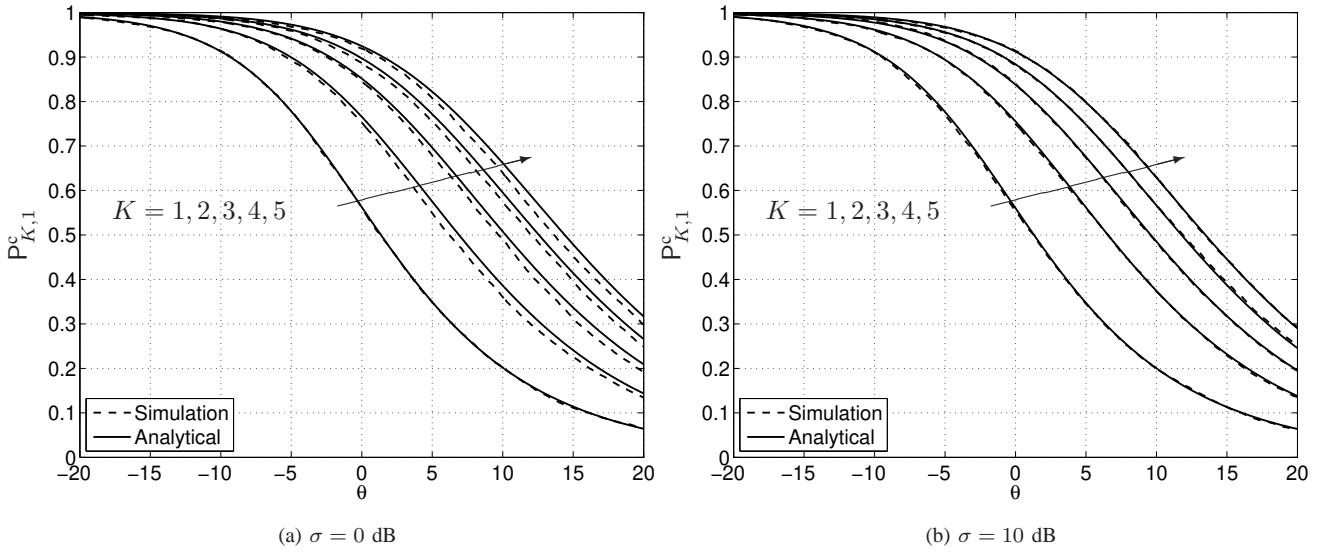 1
0.9
0.8
0.7
0.6
0.5
0.4
0.3
0.2
0.1
0
P^c_{K,1}
K = 1, 2, 3, 4, 5
Simulation
Analytical
−20 −15 −10 −5 0 5 10 15 20
θ
(a) σ = 0 dB
1
0.9
0.8
0.7
0.6
0.5
0.4
0.3
0.2
0.1
0
P^c_{K,1}
K = 1, 2, 3, 4, 5
Simulation
Analytical
−20 −15 −10 −5 0 5 10 15 20
θ
(b) σ = 10 dB